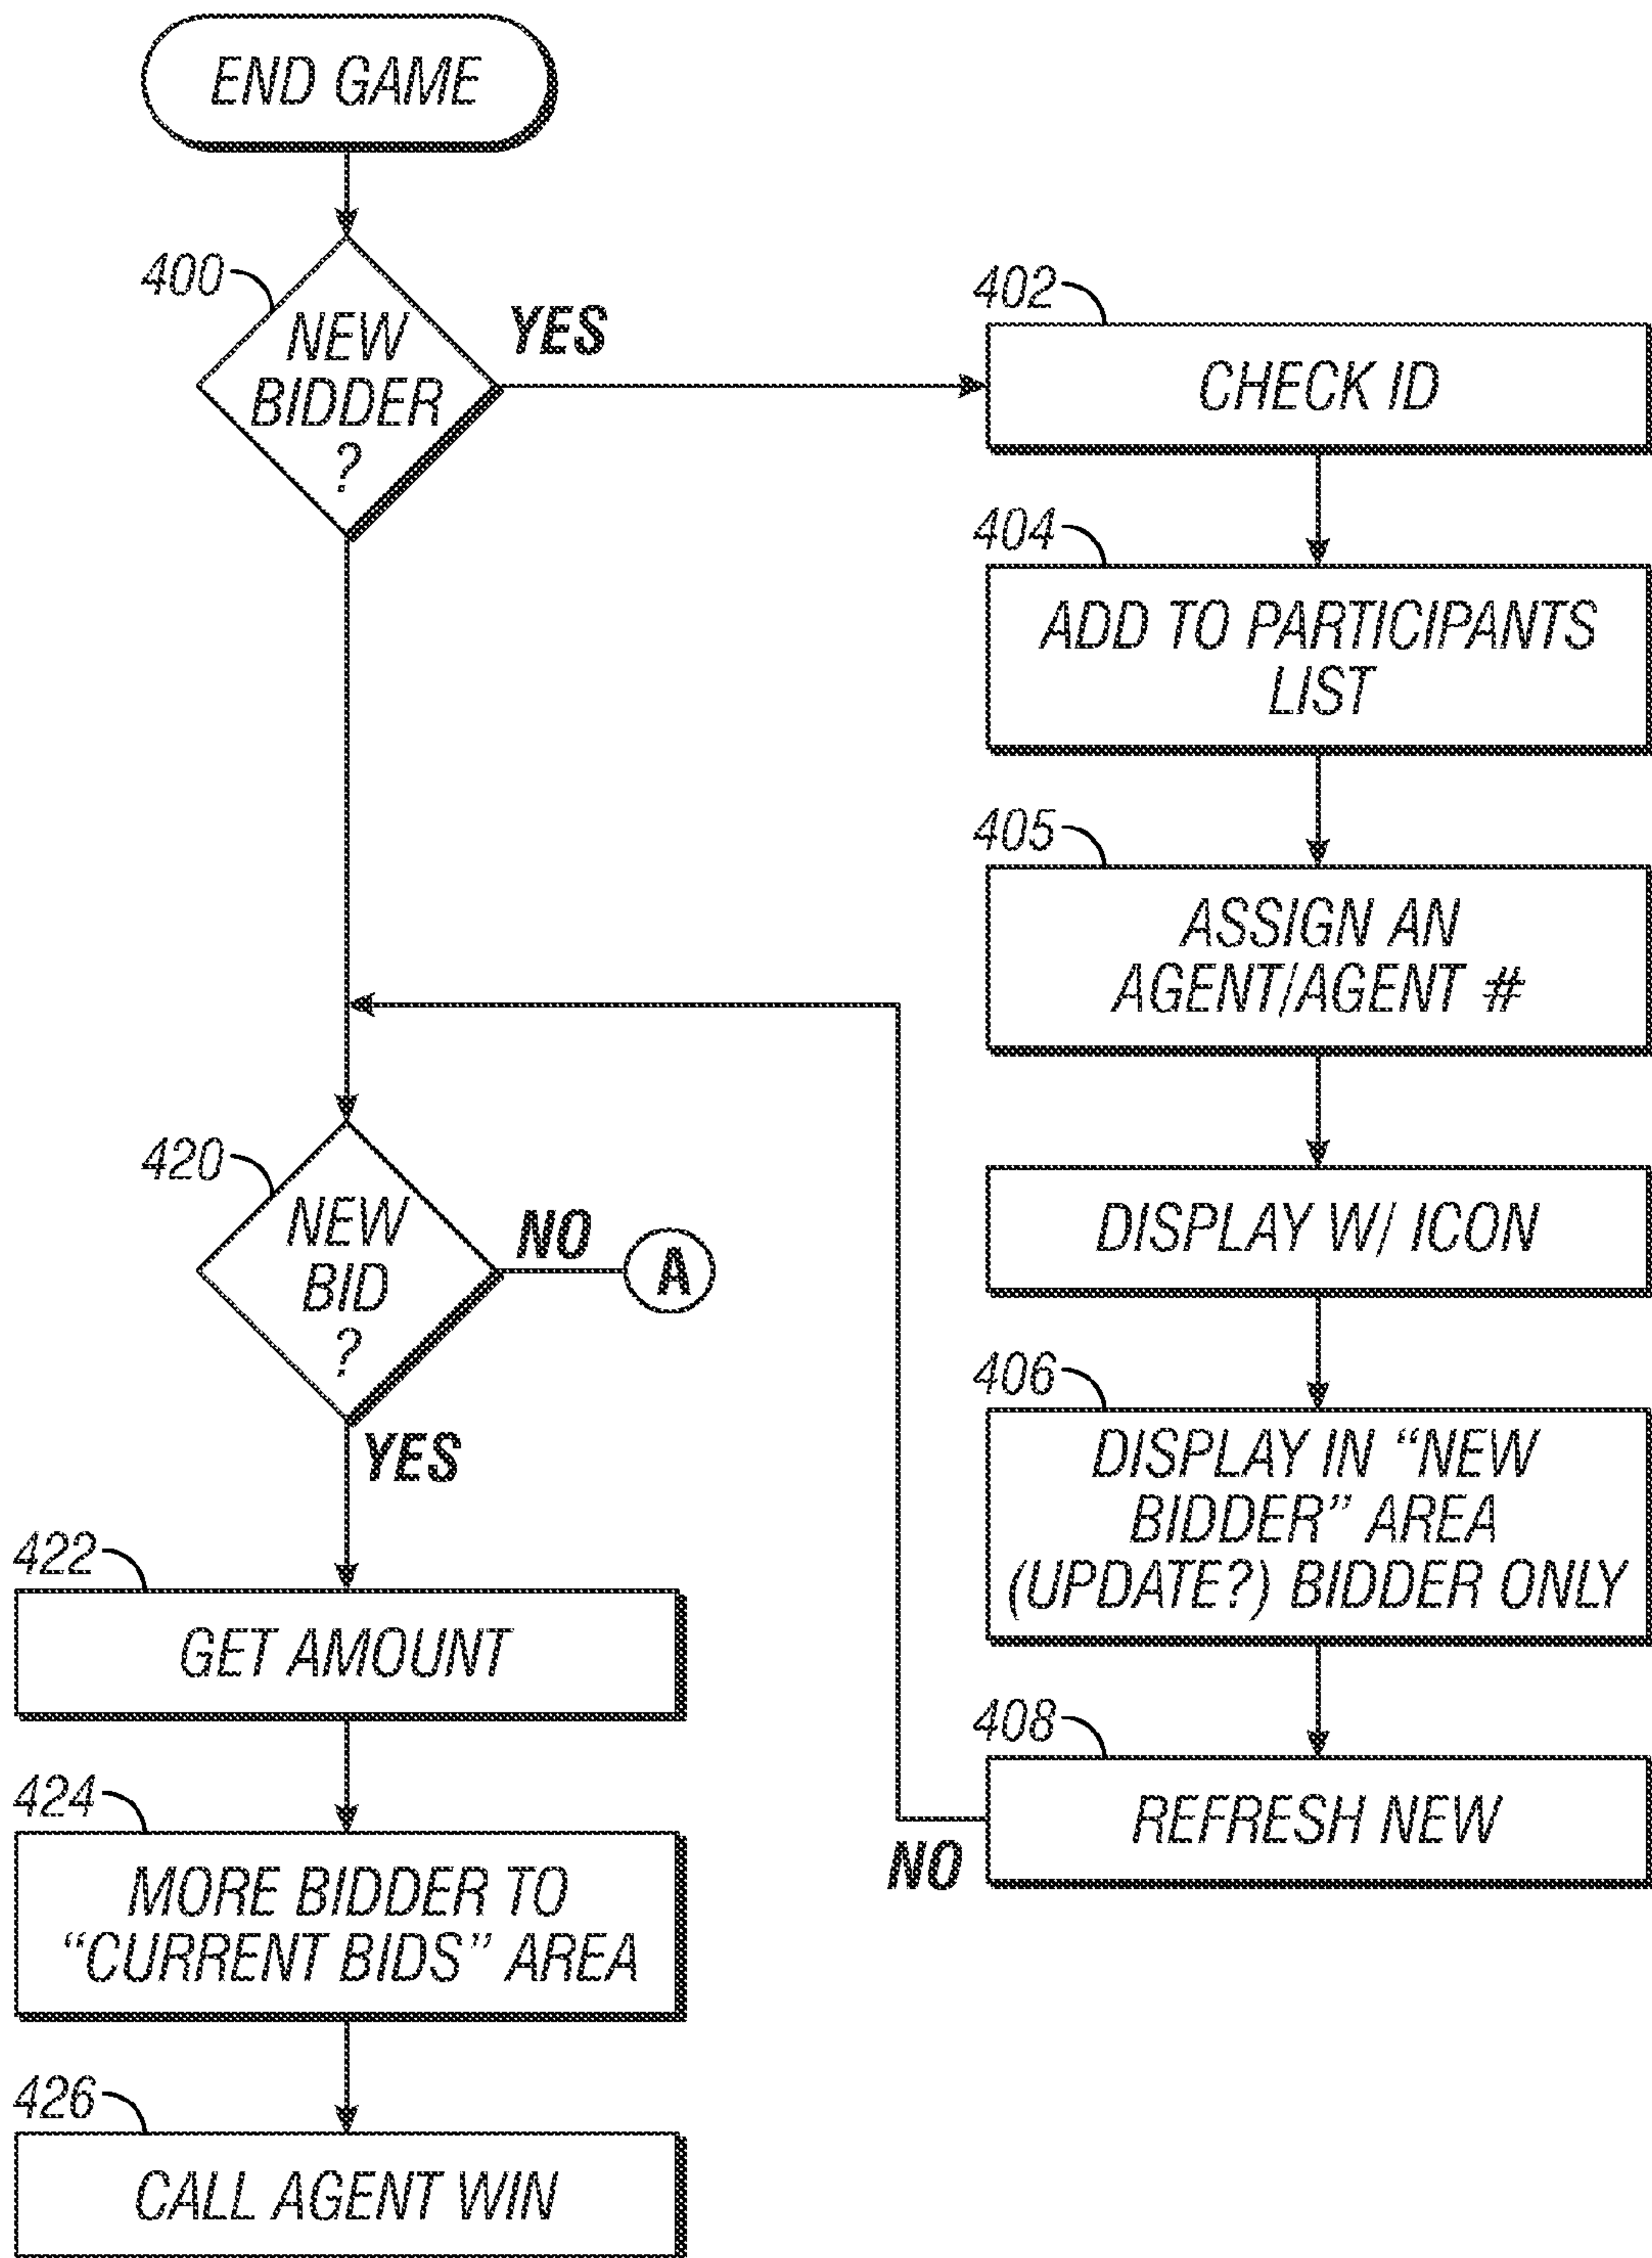 END GAME
400
NEW
BIDDER
?
YES
402
CHECK ID
404
ADD TO PARTICIPANTS
LIST
405
ASSIGN AN
AGENT/AGENT #
DISPLAY W/ ICON
406
DISPLAY IN “NEW
BIDDER” AREA
(UPDATE?) BIDDER ONLY
408
REFRESH NEW
NO
420
NEW
BID
?
NO
A
YES
422
GET AMOUNT
424
MORE BIDDER TO
“CURRENT BIDS” AREA
426
CALL AGENT WIN